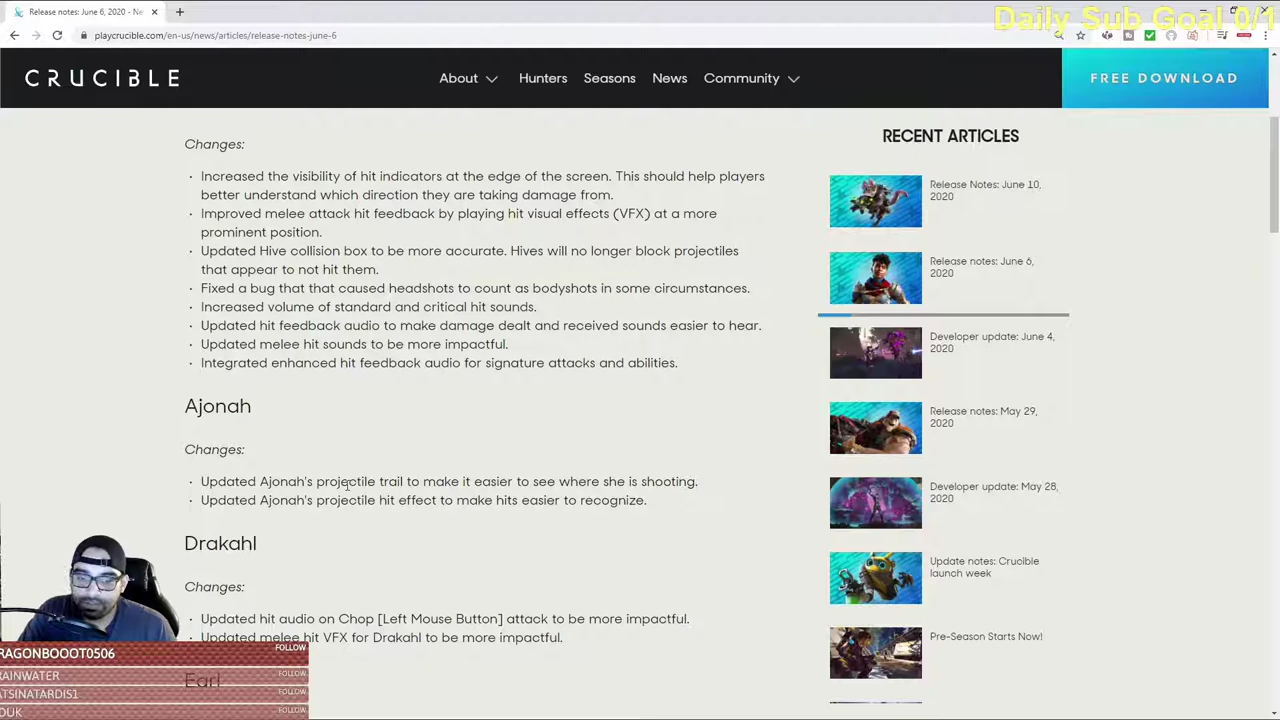 Release notes: June 6, 2020 - Ne
Daily Sub Goal 0/1
playcrucible.com/en-us/news/articles/release-notes-june-6
CRUCIBLE
About
Hunters
Seasons
News
Community
FREE DOWNLOAD
Changes:
· Increased the visibility of hit indicators at the edge of the screen. This should help players
better understand which direction they are taking damage from.
· Improved melee attack hit feedback by playing hit visual effects (VFX) at a more
prominent position.
· Updated Hive collision box to be more accurate. Hives will no longer block projectiles
that appear to not hit them.
· Fixed a bug that that caused headshots to count as bodyshots in some circumstances.
· Increased volume of standard and critical hit sounds.
· Updated hit feedback audio to make damage dealt and received sounds easier to hear.
· Updated melee hit sounds to be more impactful.
· Integrated enhanced hit feedback audio for signature attacks and abilities.
Ajonah
Changes:
· Updated Ajonah's projectile trail to make it easier to see where she is shooting.
· Updated Ajonah's projectile hit effect to make hits easier to recognize.
Drakahl
Changes:
· Updated hit audio on Chop [Left Mouse Button] attack to be more impactful.
· Updated melee hit VFX for Drakahl to be more impactful.
Earl
RECENT ARTICLES
Release Notes: June 10,
2020
Release notes: June 6,
2020
Developer update: June 4,
2020
Release notes: May 29,
2020
Developer update: May 28,
2020
Update notes: Crucible
launch week
Pre-Season Starts Now!
RAGONBOOOT0506 FOLLOW
RAINWATER FOLLOW
ATSINATARDIS1 FOLLOW
DUK FOLLOW